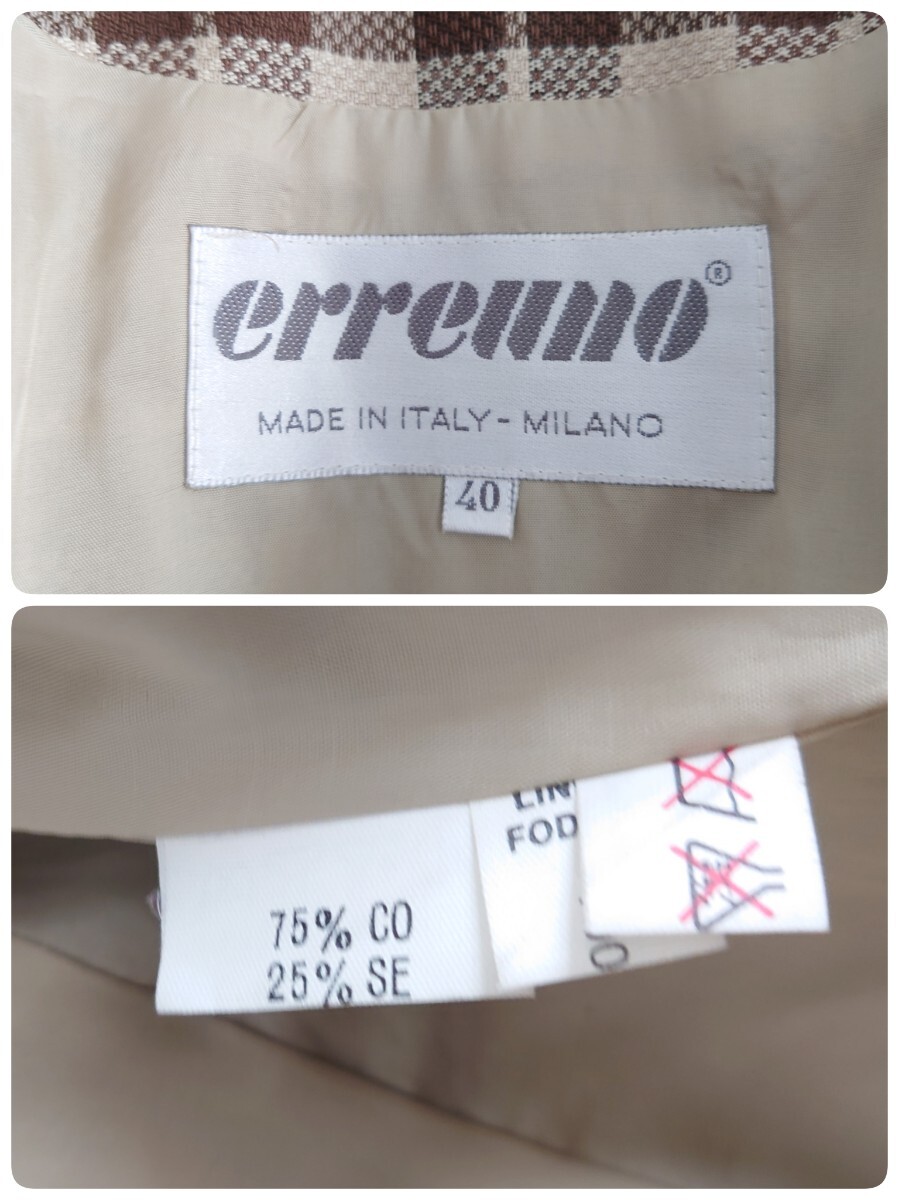 erreuno®
MADE IN ITALY - MILANO
40
75% CO
25% SE
LIN
FOD